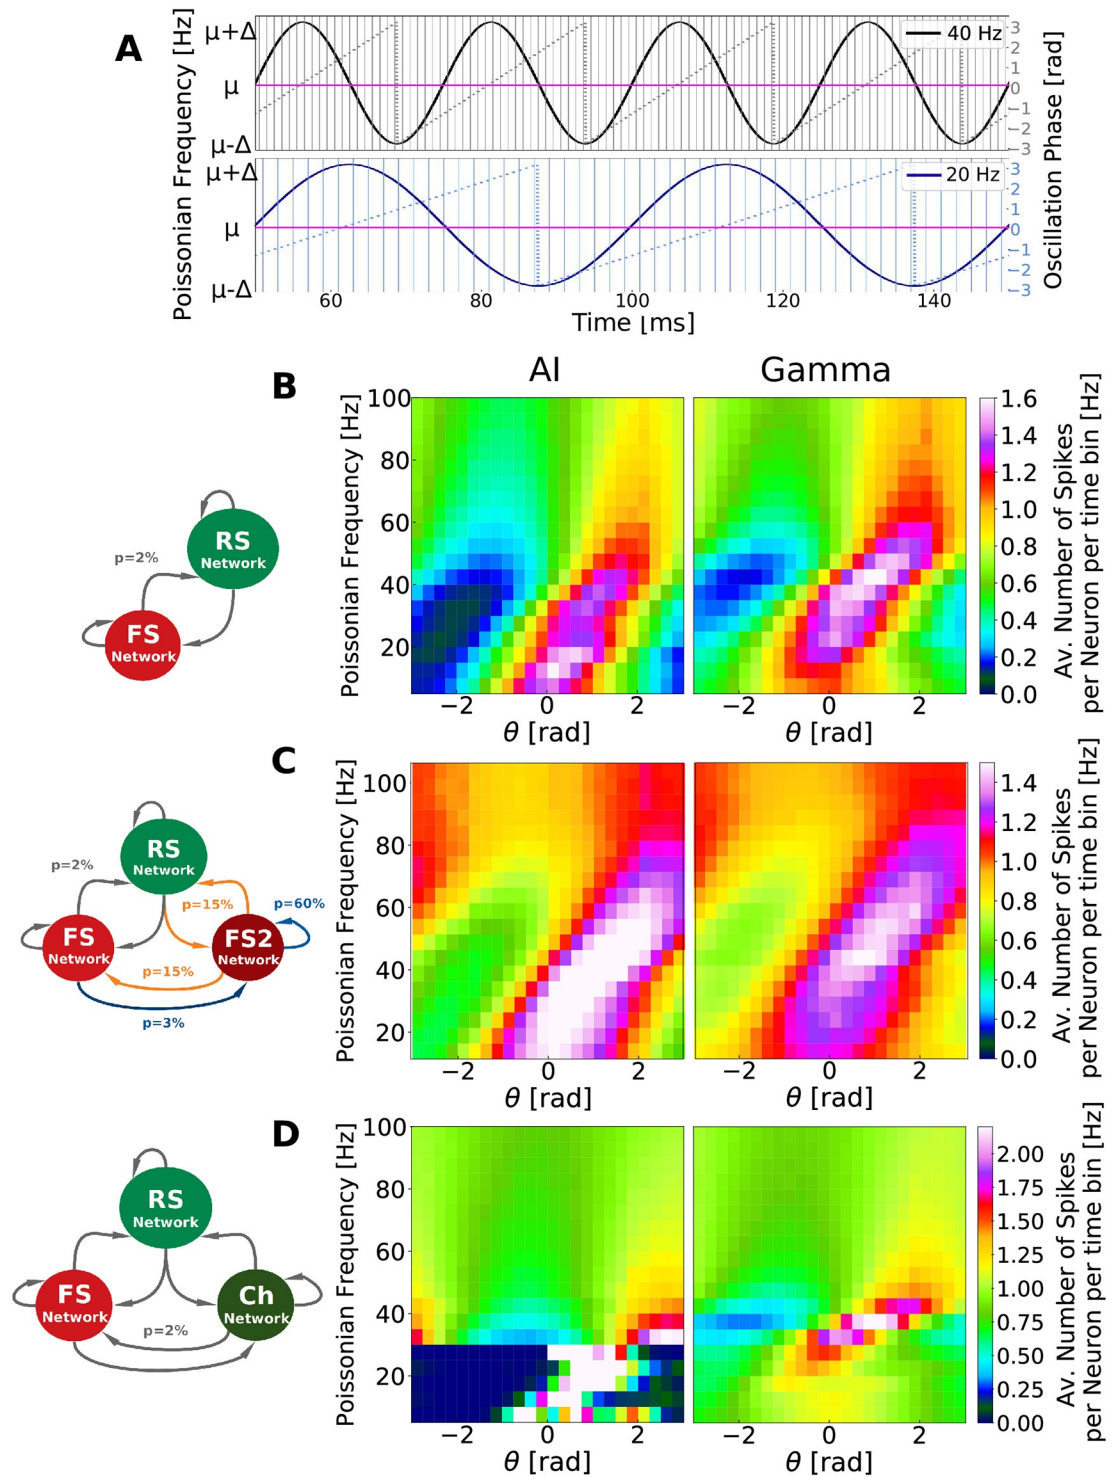 A
Poissonian Frequency [Hz]
μ+Δ
μ
μ-Δ
40 Hz
3
2
1
0
−1
−2
−3
Oscillation Phase [rad]
μ+Δ
μ
μ-Δ
20 Hz
3
2
1
0
−1
−2
−3
60 80 100 120 140
Time [ms]
B
AI Gamma
RS
Network
p=2%
FS
Network
Poissonian Frequency [Hz]
100
80
60
40
20
−2 0 2
θ [rad]
−2 0 2
θ [rad]
1.6
1.4
1.2
1.0
0.8
0.6
0.4
0.2
0.0
Av. Number of Spikes
per Neuron per time bin [Hz]
C
RS
Network
p=2%
p=15%
p=60%
FS
Network
FS2
Network
p=15%
p=3%
Poissonian Frequency [Hz]
100
80
60
40
20
−2 0 2
θ [rad]
−2 0 2
θ [rad]
1.4
1.2
1.0
0.8
0.6
0.4
0.2
0.0
Av. Number of Spikes
per Neuron per time bin [Hz]
D
RS
Network
FS
Network
Ch
Network
p=2%
Poissonian Frequency [Hz]
100
80
60
40
20
−2 0 2
θ [rad]
−2 0 2
θ [rad]
2.00
1.75
1.50
1.25
1.00
0.75
0.50
0.25
0.00
Av. Number of Spikes
per Neuron per time bin [Hz]